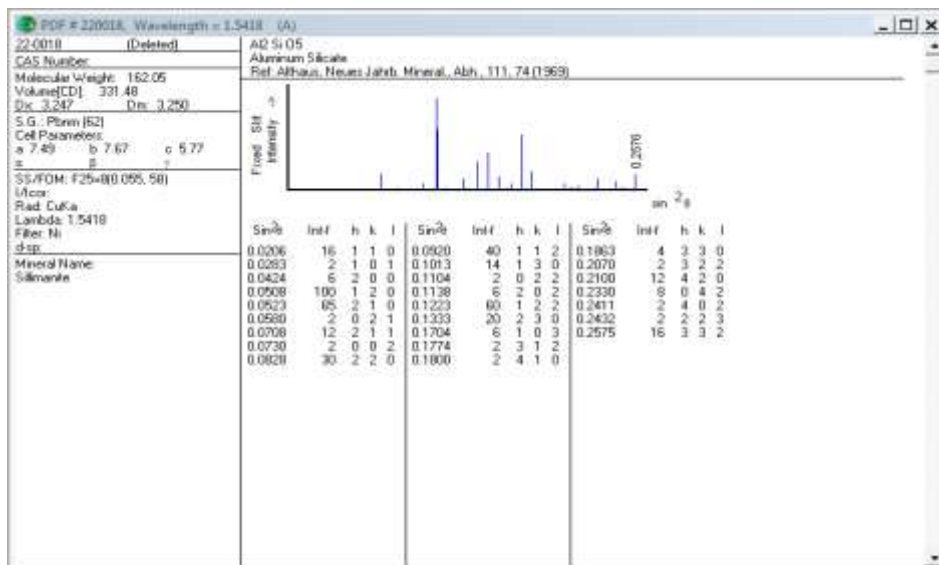 PDF # 220018, Wavelength = 1.5418 (A)
22-0018 (Deleted)
CAS Number:
Molecular Weight: 162.05
Volume[CD]: 331.48
Dx: 3.247 Dm: 3.250
S.G.: Pbnm (62)
Cell Parameters:
a 7.49 b 7.67 c 5.77
α β γ
SS/FOM: F25=8(0.095, 58)
I/Icor:
Rad: CuKa
Lambda: 1.5418
Filter: Ni
d-sp:
Mineral Name:
Sillimanite
Al2 Si O5
Aluminum Silicate
Ref: Althaus, Neues Jahrb. Mineral., Abh., 111, 74 (1969)
Fixed Slit
Intensity →
0.2576
sin 2θ
Sin2θ Int-f h k l Sin2θ Int-f h k l Sin2θ Int-f h k l
0.0206 16 1 1 0 0.0920 40 1 1 2 0.1863 4 3 3 0
0.0283 2 1 0 1 0.1013 14 1 3 0 0.2070 2 3 2 2
0.0424 6 2 0 0 0.1104 2 0 2 2 0.2100 12 4 2 0
0.0508 100 1 2 0 0.1138 6 2 0 2 0.2330 8 0 4 2
0.0523 65 2 1 0 0.1223 60 1 2 2 0.2411 2 4 0 2
0.0580 2 0 2 1 0.1333 20 2 3 0 0.2432 2 2 2 3
0.0708 12 2 1 1 0.1704 6 1 0 3 0.2575 16 3 3 2
0.0730 2 0 0 2 0.1774 2 3 1 2
0.0828 30 2 2 0 0.1800 2 4 1 0